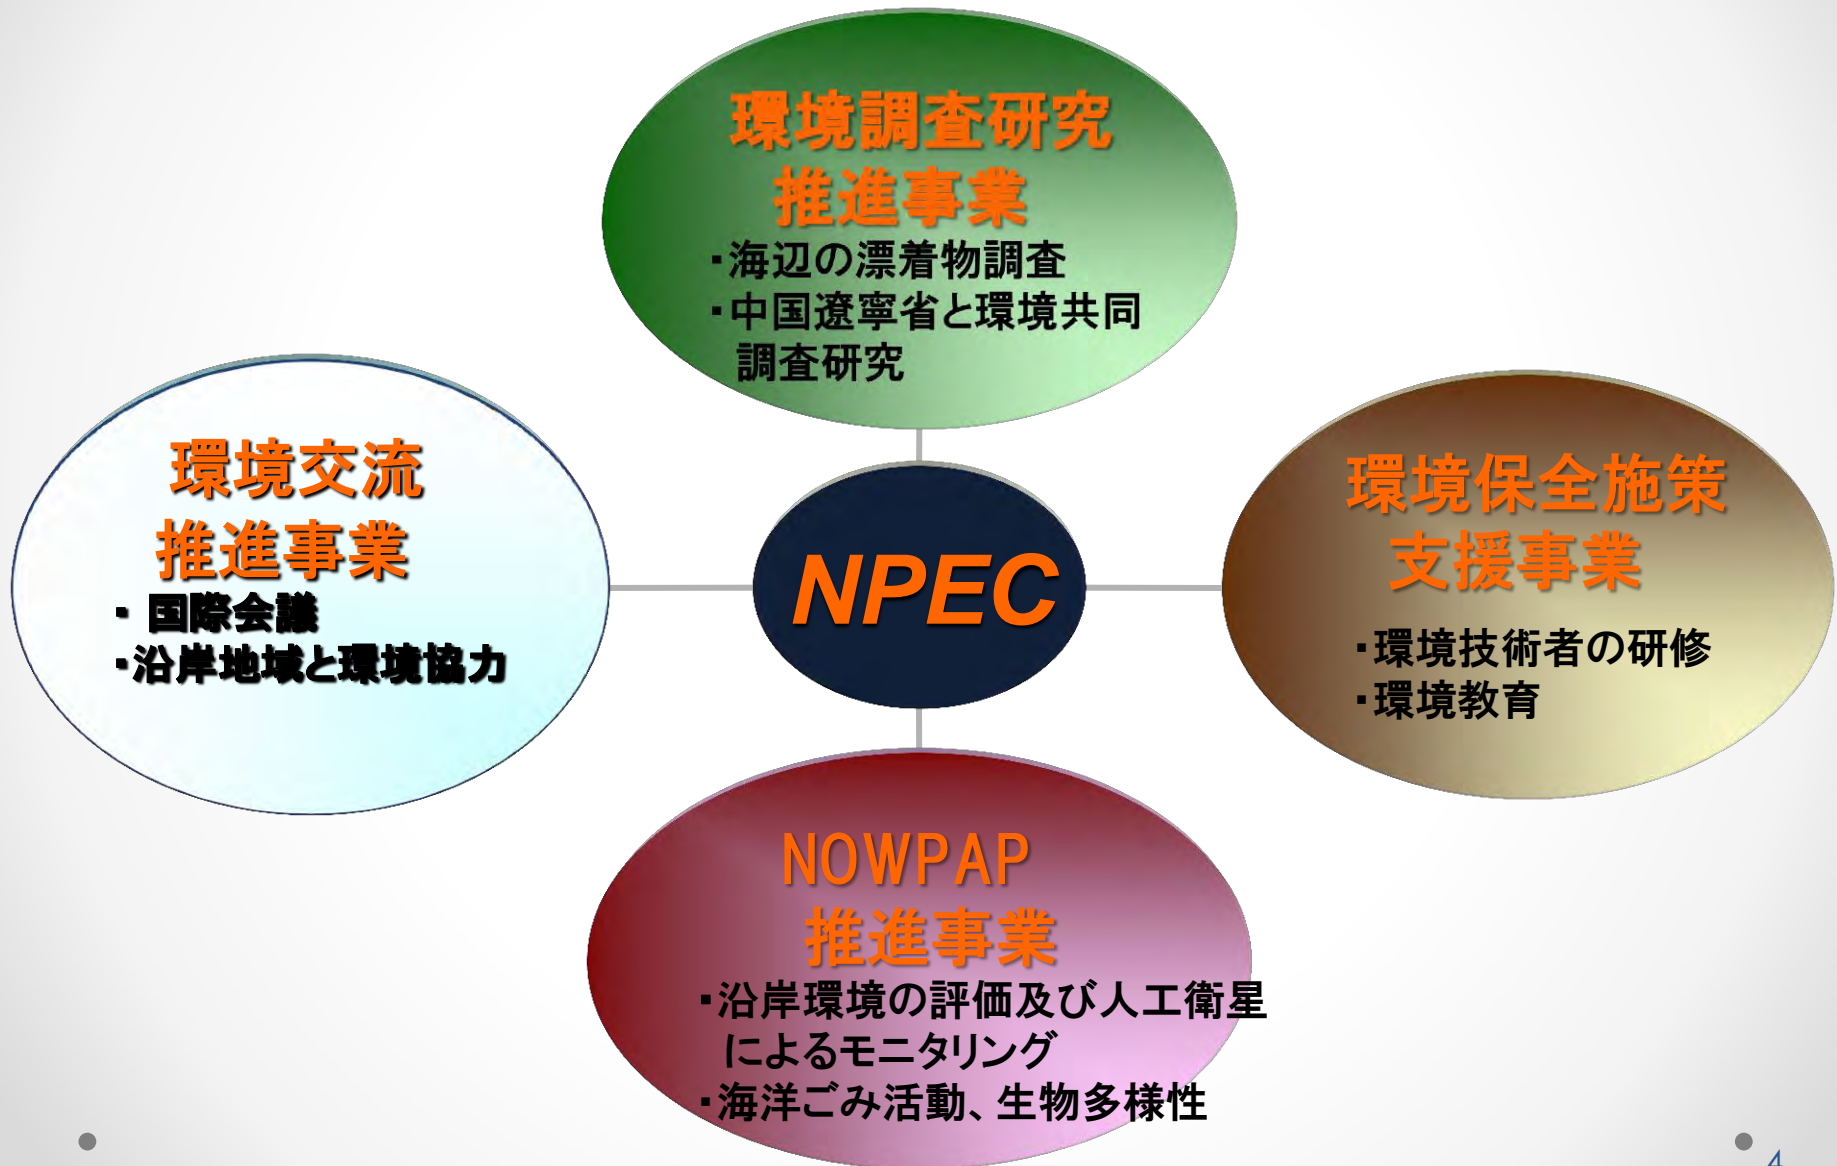 環境調査研究
推進事業
・海辺の漂着物調査
・中国遼寧省と環境共同
調査研究
環境交流
推進事業
・ 国際会議
・沿岸地域と環境協力
NPEC
環境保全施策
支援事業
・環境技術者の研修
・環境教育
NOWPAP
推進事業
・沿岸環境の評価及び人工衛星
によるモニタリング
・海洋ごみ活動、生物多様性
4